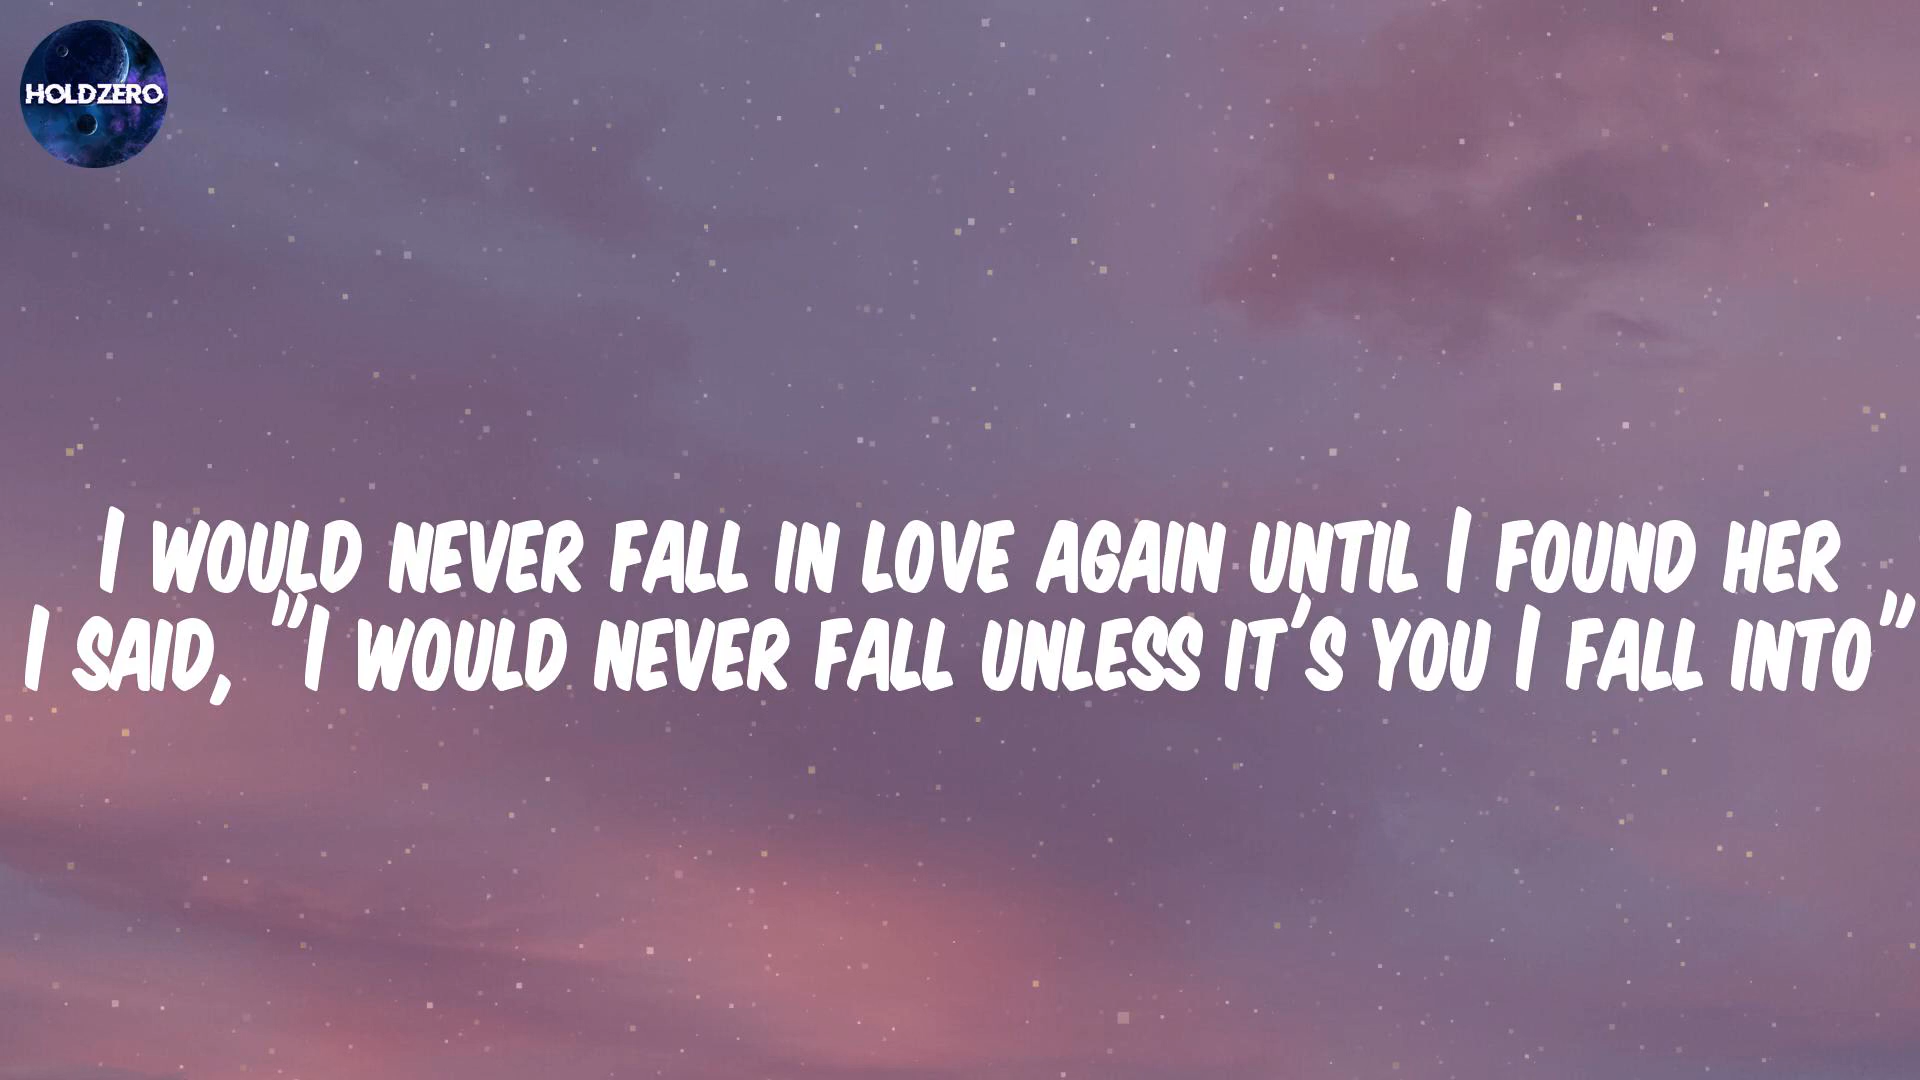 HOLDZERO
I WOULD NEVER FALL IN LOVE AGAIN UNTIL I FOUND HER
I SAID, "I WOULD NEVER FALL UNLESS IT'S YOU I FALL INTO"